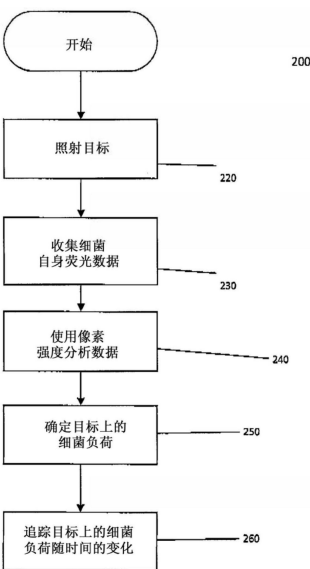 开始
200
照射目标
220
收集细菌
自身荧光数据
230
使用像素
强度分析数据
240
确定目标上的
细菌负荷
250
追踪目标上的细菌
负荷随时间的变化
260